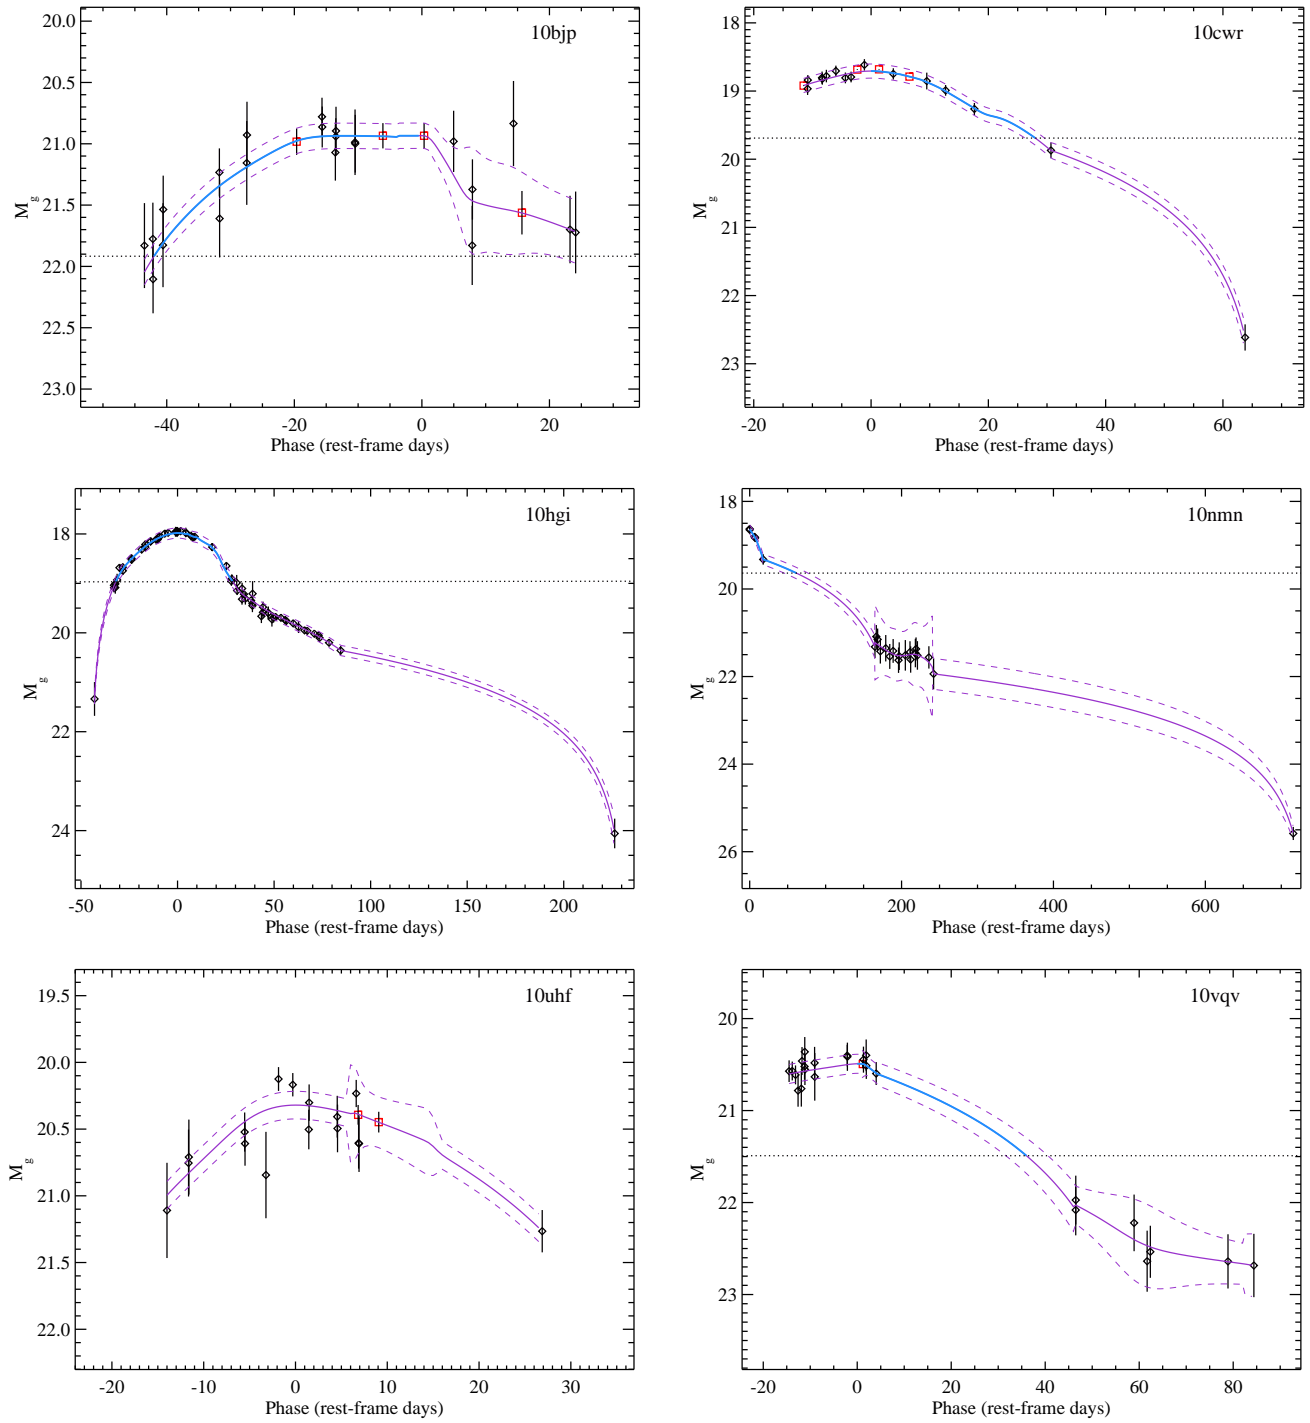 10bjp
20.0
20.5
21.0
21.5
22.0
22.5
23.0
M_g
-40 -20 0 20
Phase (rest-frame days)
10cwr
18
19
20
21
22
23
M_g
-20 0 20 40 60
Phase (rest-frame days)
10hgi
18
20
22
24
M_g
-50 0 50 100 150 200
Phase (rest-frame days)
10nmn
18
20
22
24
26
M_g
0 200 400 600
Phase (rest-frame days)
10uhf
19.5
20.0
20.5
21.0
21.5
22.0
M_g
-20 -10 0 10 20 30
Phase (rest-frame days)
10vqv
20
21
22
23
M_g
-20 0 20 40 60 80
Phase (rest-frame days)